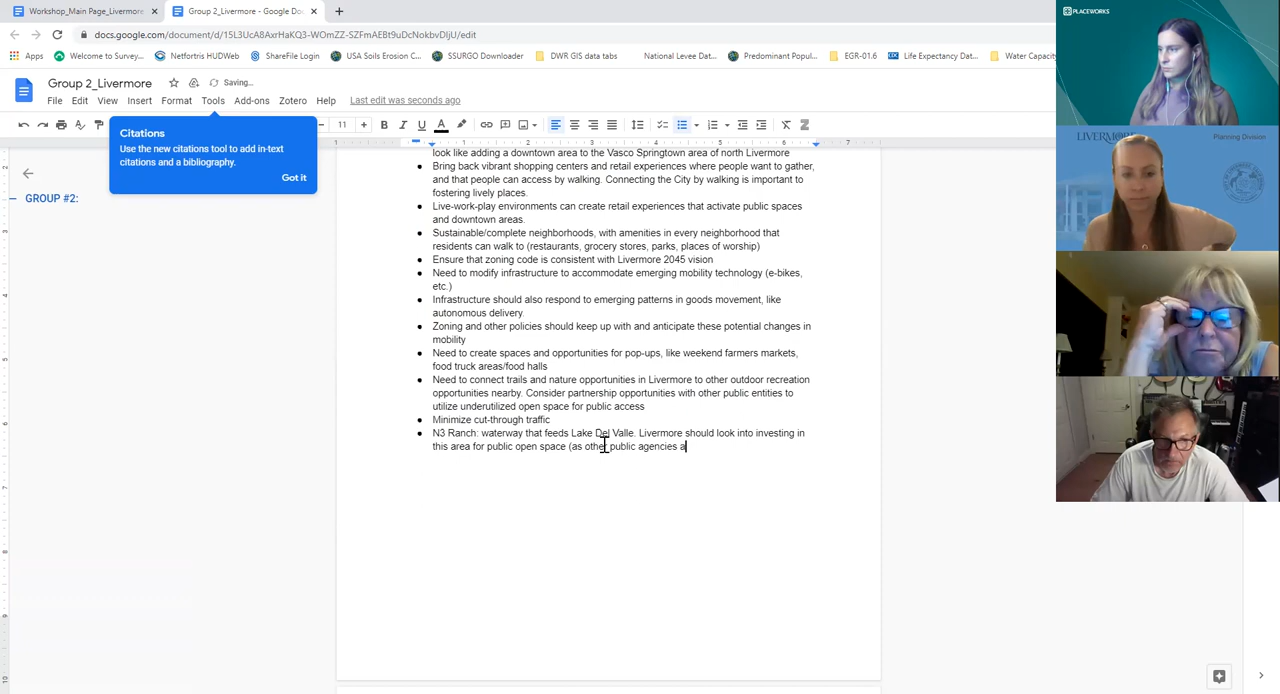 Workshop_Main Page_Livermore
Group 2_Livermore - Google Doc
docs.google.com/document/d/15L3UcA8AxrHaKQ3-WOmZZ-SZFmAEBt9uDcNokbvDIjU/edit
Apps Welcome to Survey... Netfortris HUDWeb ShareFile Login USA Soils Erosion C... SSURGO Downloader DWR GIS data tabs National Levee Dat... Predominant Popul... EGR-01.6 Life Expectancy Dat... Water Capacity
Group 2_Livermore Saving...
File Edit View Insert Format Tools Add-ons Zotero Help Last edit was seconds ago
11
Citations
Use the new citations tool to add in-text
citations and a bibliography.
Got it
GROUP #2:
look like adding a downtown area to the Vasco Springtown area of north Livermore
Bring back vibrant shopping centers and retail experiences where people want to gather,
and that people can access by walking. Connecting the City by walking is important to
fostering lively places.
Live-work-play environments can create retail experiences that activate public spaces
and downtown areas.
Sustainable/complete neighborhoods, with amenities in every neighborhood that
residents can walk to (restaurants, grocery stores, parks, places of worship)
Ensure that zoning code is consistent with Livermore 2045 vision
Need to modify infrastructure to accommodate emerging mobility technology (e-bikes,
etc.)
Infrastructure should also respond to emerging patterns in goods movement, like
autonomous delivery.
Zoning and other policies should keep up with and anticipate these potential changes in
mobility
Need to create spaces and opportunities for pop-ups, like weekend farmers markets,
food truck areas/food halls
Need to connect trails and nature opportunities in Livermore to other outdoor recreation
opportunities nearby. Consider partnership opportunities with other public entities to
utilize underutilized open space for public access
Minimize cut-through traffic
N3 Ranch: waterway that feeds Lake Del Valle. Livermore should look into investing in
this area for public open space (as other public agencies a
PLACEWORKS
LIVERMORE
Planning Division